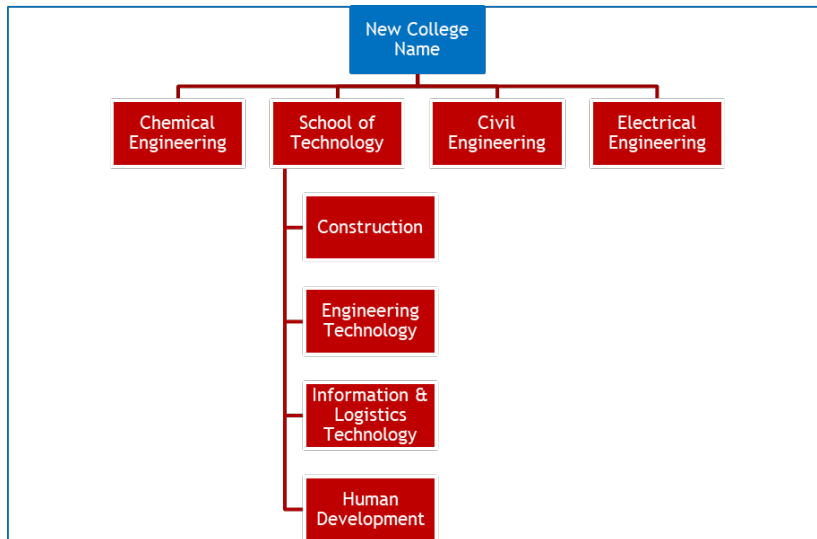 New College
Name
Chemical
Engineering
School of
Technology
Civil
Engineering
Electrical
Engineering
Construction
Engineering
Technology
Information &
Logistics
Technology
Human
Development